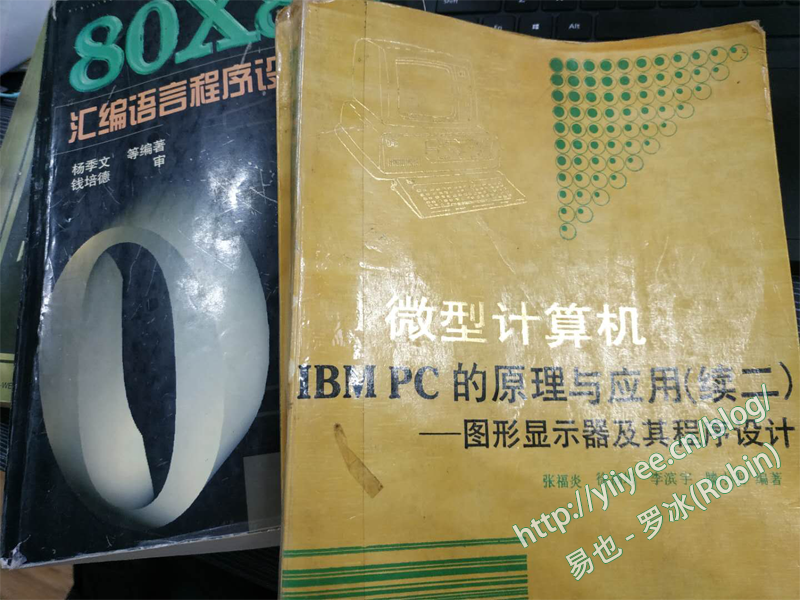 80X8
汇编语言程序设
杨季文 等编著
钱培德 审
微型计算机
IBM PC 的原理与应用(续二)
——图形显示器及其程序设计
张福炎 李滨宇 编著
http://yiiyee.cn/blog/
易也 - 罗冰(Robin)